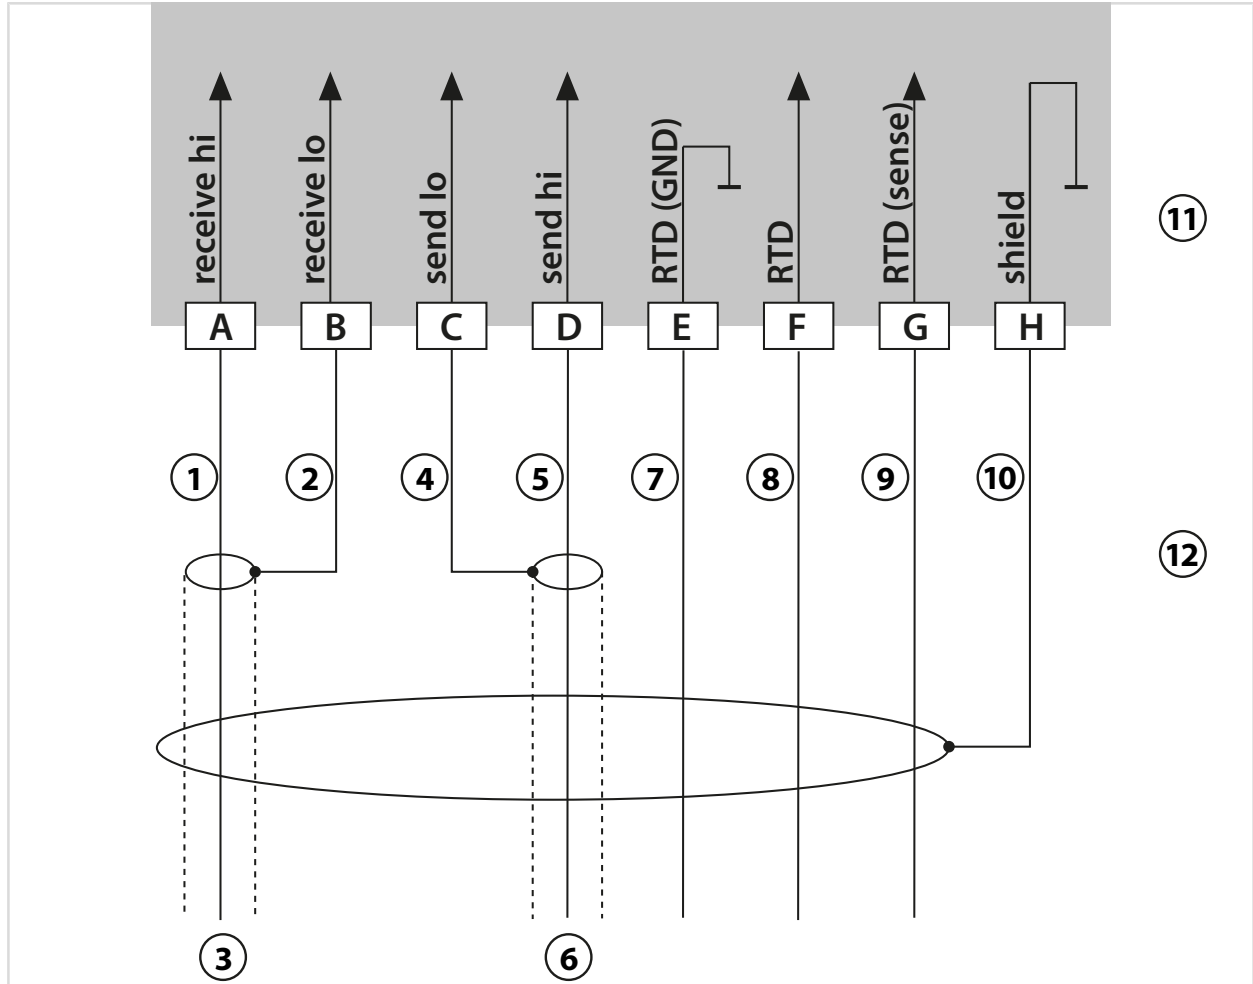 receive hi
receive lo
send lo
send hi
RTD (GND)
RTD
RTD (sense)
shield
11
A
B
C
D
E
F
G
H
1
2
4
5
7
8
9
10
12
3
6